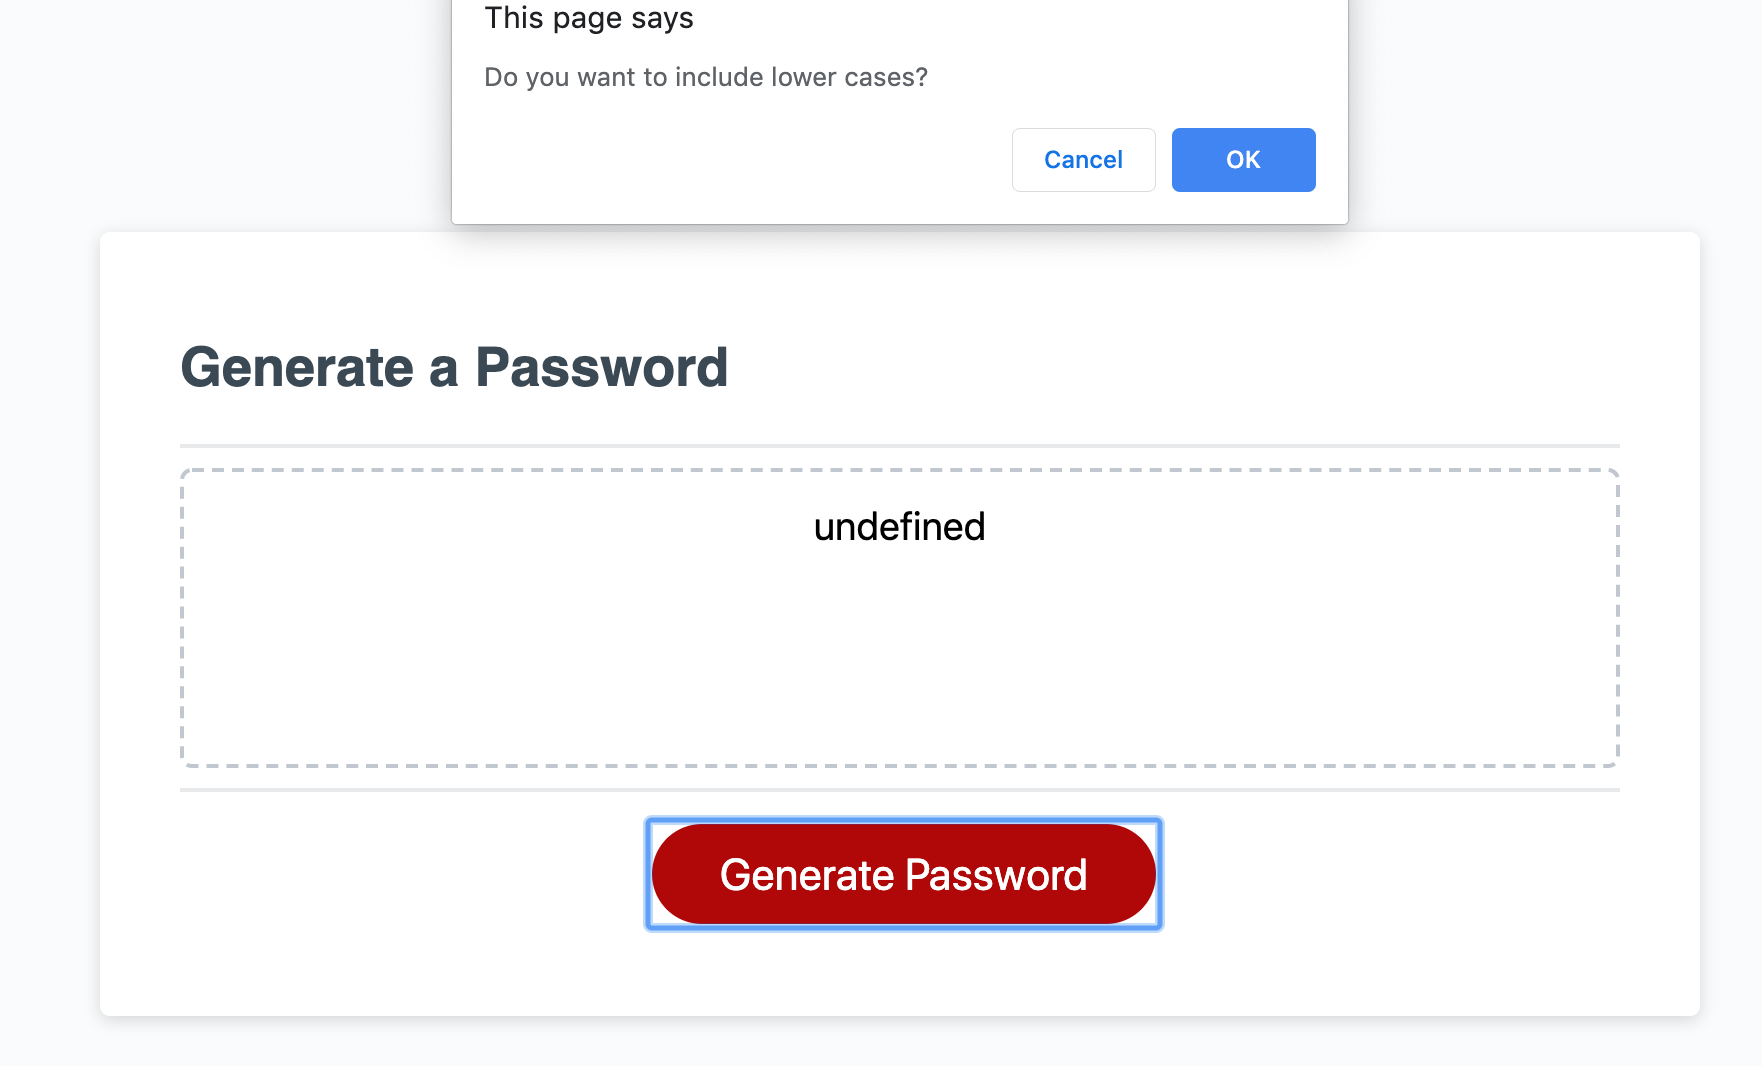 This page says
Do you want to include lower cases?
Cancel
OK
Generate a Password
undefined
Generate Password